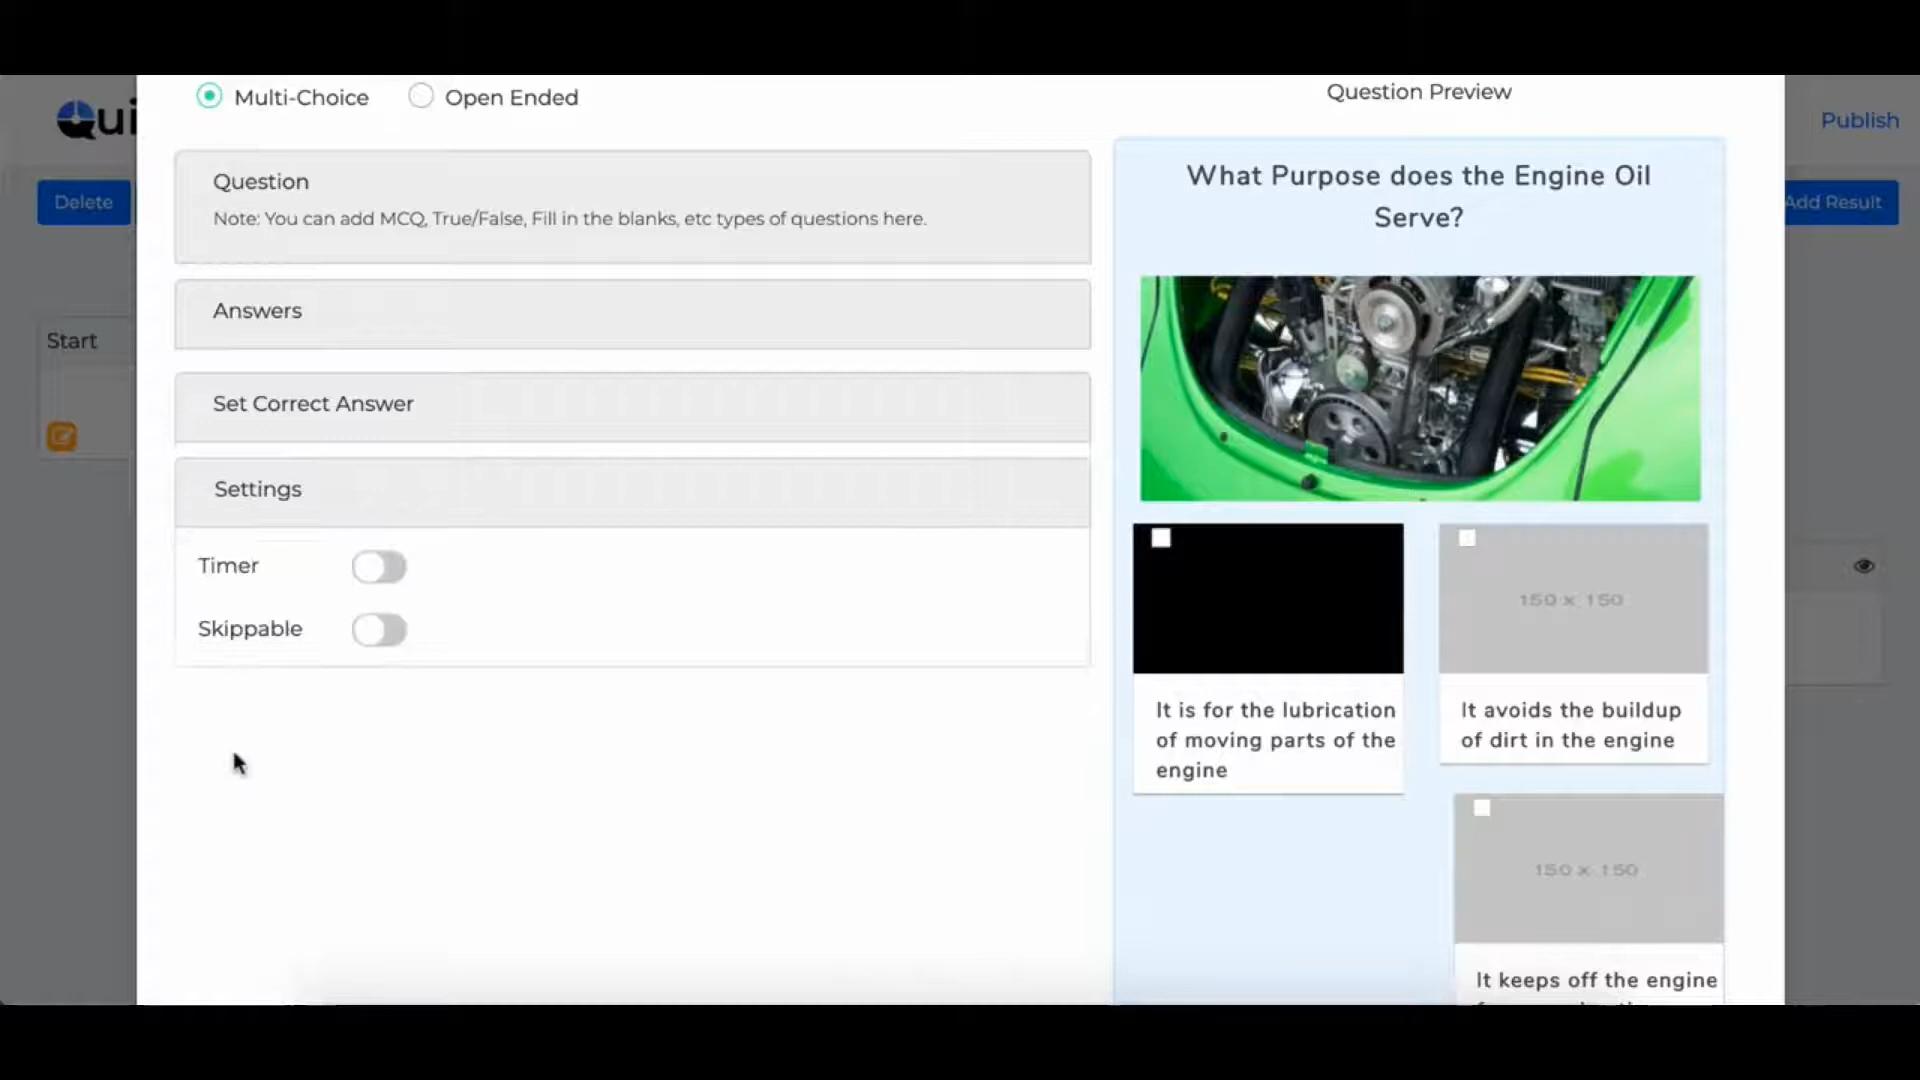 Multi-Choice
Open Ended
Question Preview
Qui
Publish
Delete
Add Result
Question
Note: You can add MCQ, True/False, Fill in the blanks, etc types of questions here.
Answers
Set Correct Answer
Settings
Timer
Skippable
Start
What Purpose does the Engine Oil
Serve?
150 x 150
It is for the lubrication
of moving parts of the
engine
It avoids the buildup
of dirt in the engine
150 x 150
It keeps off the engine